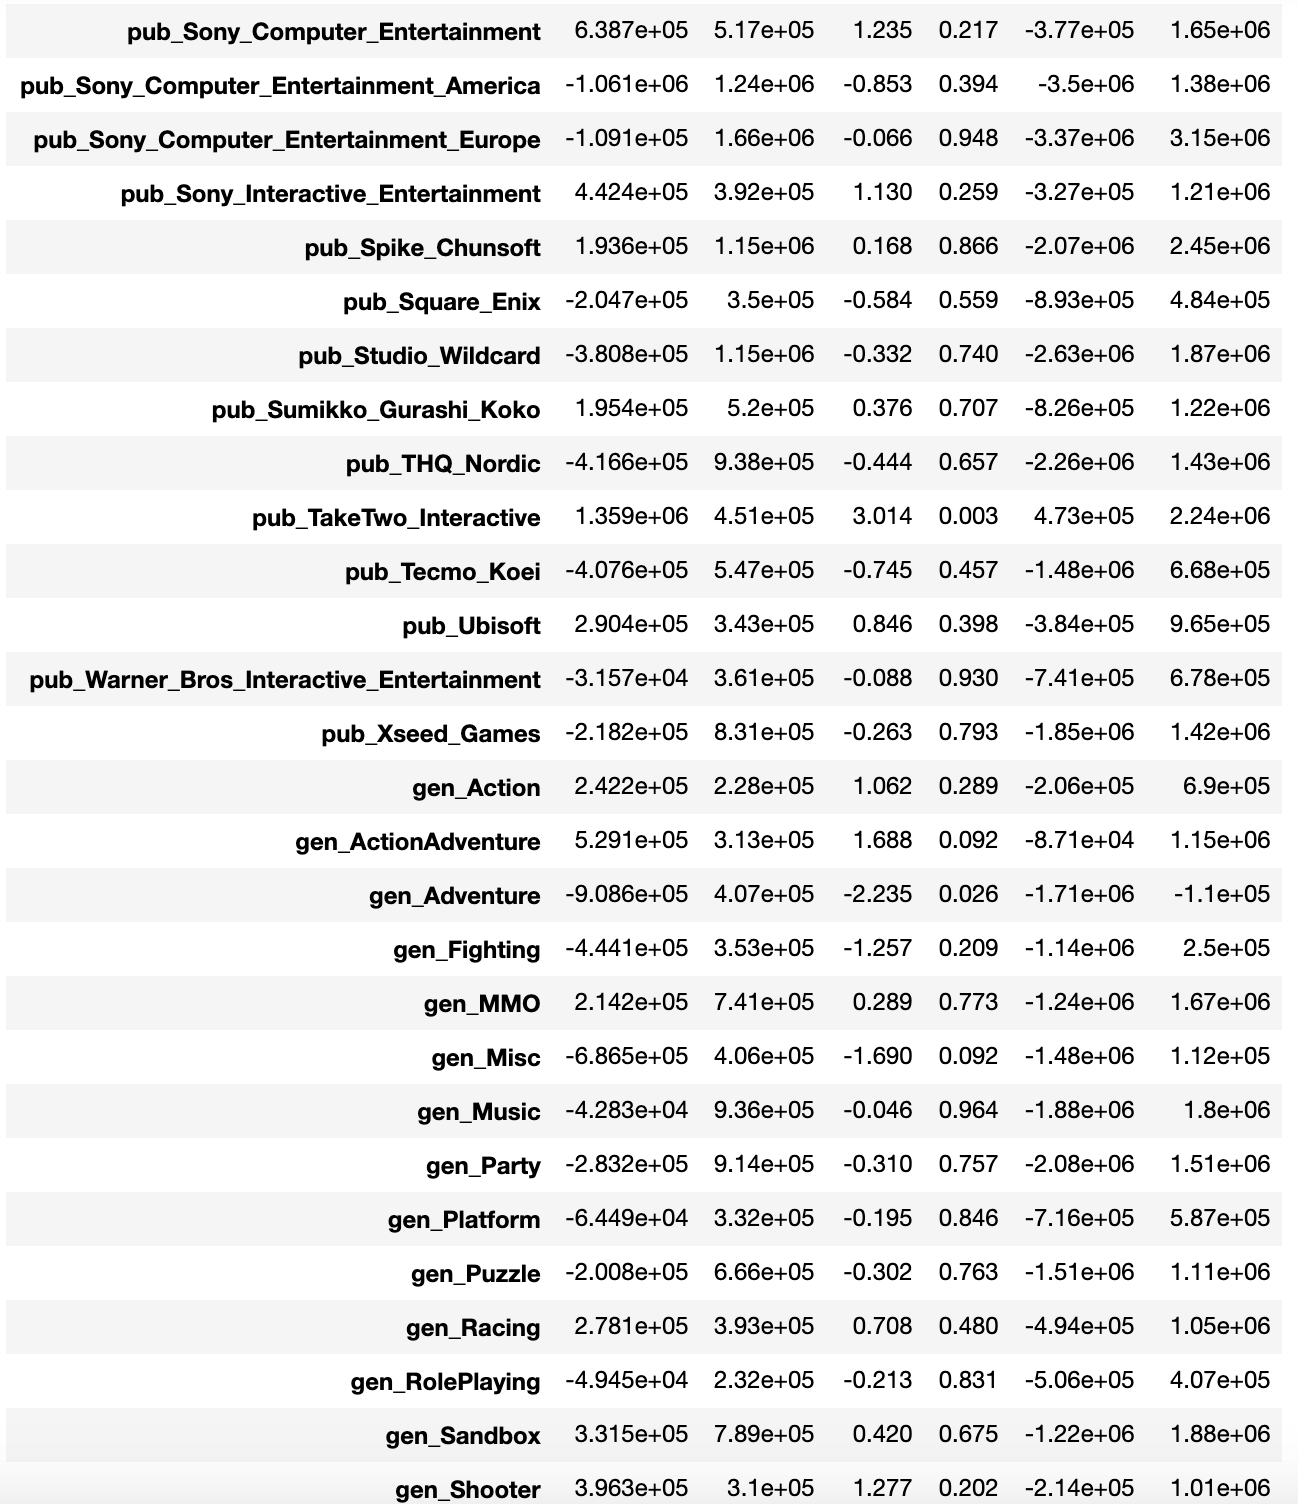 pub_Sony_Computer_Entertainment 6.387e+05 5.17e+05 1.235 0.217 -3.77e+05 1.65e+06
pub_Sony_Computer_Entertainment_America -1.061e+06 1.24e+06 -0.853 0.394 -3.5e+06 1.38e+06
pub_Sony_Computer_Entertainment_Europe -1.091e+05 1.66e+06 -0.066 0.948 -3.37e+06 3.15e+06
pub_Sony_Interactive_Entertainment 4.424e+05 3.92e+05 1.130 0.259 -3.27e+05 1.21e+06
pub_Spike_Chunsoft 1.936e+05 1.15e+06 0.168 0.866 -2.07e+06 2.45e+06
pub_Square_Enix -2.047e+05 3.5e+05 -0.584 0.559 -8.93e+05 4.84e+05
pub_Studio_Wildcard -3.808e+05 1.15e+06 -0.332 0.740 -2.63e+06 1.87e+06
pub_Sumikko_Gurashi_Koko 1.954e+05 5.2e+05 0.376 0.707 -8.26e+05 1.22e+06
pub_THQ_Nordic -4.166e+05 9.38e+05 -0.444 0.657 -2.26e+06 1.43e+06
pub_TakeTwo_Interactive 1.359e+06 4.51e+05 3.014 0.003 4.73e+05 2.24e+06
pub_Tecmo_Koei -4.076e+05 5.47e+05 -0.745 0.457 -1.48e+06 6.68e+05
pub_Ubisoft 2.904e+05 3.43e+05 0.846 0.398 -3.84e+05 9.65e+05
pub_Warner_Bros_Interactive_Entertainment -3.157e+04 3.61e+05 -0.088 0.930 -7.41e+05 6.78e+05
pub_Xseed_Games -2.182e+05 8.31e+05 -0.263 0.793 -1.85e+06 1.42e+06
gen_Action 2.422e+05 2.28e+05 1.062 0.289 -2.06e+05 6.9e+05
gen_ActionAdventure 5.291e+05 3.13e+05 1.688 0.092 -8.71e+04 1.15e+06
gen_Adventure -9.086e+05 4.07e+05 -2.235 0.026 -1.71e+06 -1.1e+05
gen_Fighting -4.441e+05 3.53e+05 -1.257 0.209 -1.14e+06 2.5e+05
gen_MMO 2.142e+05 7.41e+05 0.289 0.773 -1.24e+06 1.67e+06
gen_Misc -6.865e+05 4.06e+05 -1.690 0.092 -1.48e+06 1.12e+05
gen_Music -4.283e+04 9.36e+05 -0.046 0.964 -1.88e+06 1.8e+06
gen_Party -2.832e+05 9.14e+05 -0.310 0.757 -2.08e+06 1.51e+06
gen_Platform -6.449e+04 3.32e+05 -0.195 0.846 -7.16e+05 5.87e+05
gen_Puzzle -2.008e+05 6.66e+05 -0.302 0.763 -1.51e+06 1.11e+06
gen_Racing 2.781e+05 3.93e+05 0.708 0.480 -4.94e+05 1.05e+06
gen_RolePlaying -4.945e+04 2.32e+05 -0.213 0.831 -5.06e+05 4.07e+05
gen_Sandbox 3.315e+05 7.89e+05 0.420 0.675 -1.22e+06 1.88e+06
gen_Shooter 3.963e+05 3.1e+05 1.277 0.202 -2.14e+05 1.01e+06